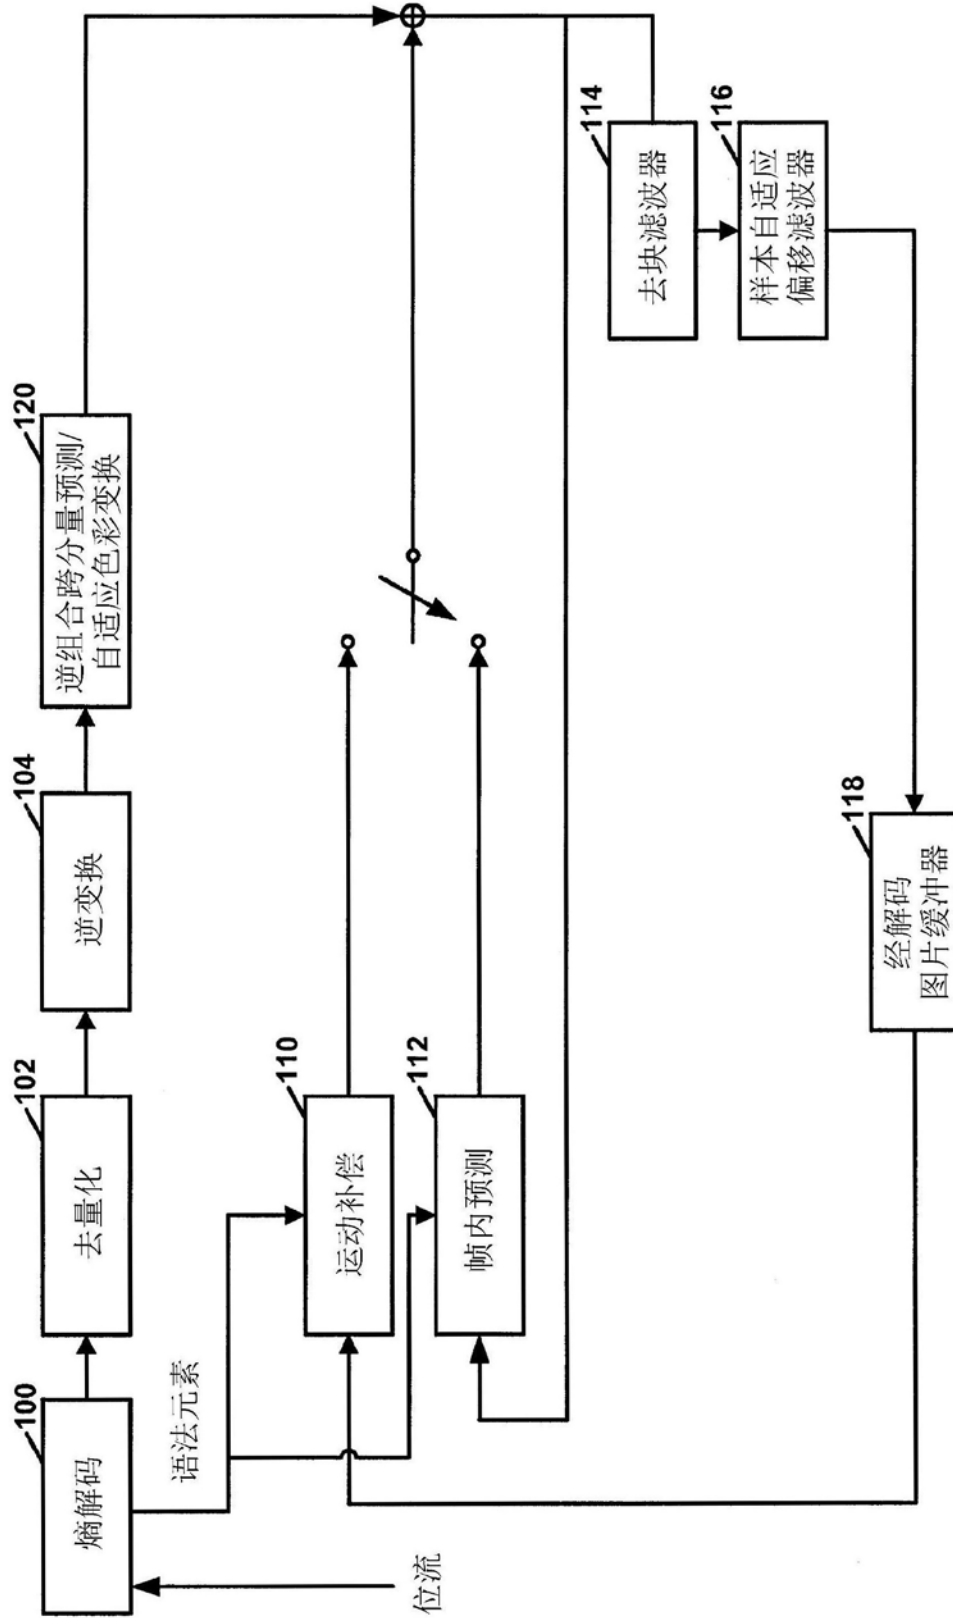 100
熵解码
102
去量化
104
逆变换
120
逆组合跨分量预测/
自适应色彩变换
语法元素
位流
110
运动补偿
112
帧内预测
114
去块滤波器
116
样本自适应
偏移滤波器
118
经解码
图片缓冲器